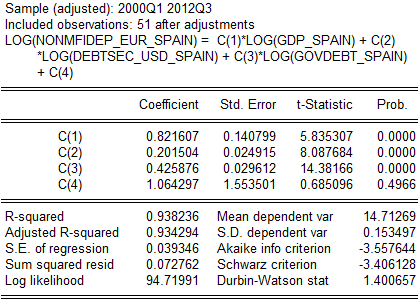 Sample (adjusted): 2000Q1 2012Q3
Included observations: 51 after adjustments
LOG(NONMFIDEP_EUR_SPAIN) = C(1)*LOG(GDP_SPAIN) + C(2)
*LOG(DEBTSEC_USD_SPAIN) + C(3)*LOG(GOVDEBT_SPAIN)
+ C(4)
Coefficient Std. Error t-Statistic Prob.
C(1) 0.821607 0.140799 5.835307 0.0000
C(2) 0.201504 0.024915 8.087684 0.0000
C(3) 0.425876 0.029612 14.38166 0.0000
C(4) 1.064297 1.553501 0.685096 0.4966
R-squared 0.938236 Mean dependent var 14.71269
Adjusted R-squared 0.934294 S.D. dependent var 0.153497
S.E. of regression 0.039346 Akaike info criterion -3.557644
Sum squared resid 0.072762 Schwarz criterion -3.406128
Log likelihood 94.71991 Durbin-Watson stat 1.400657